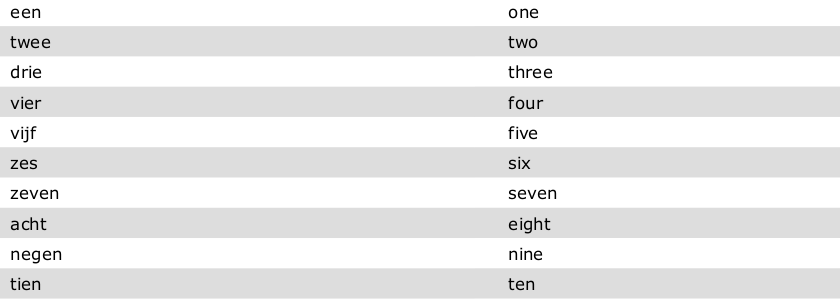 een one
twee two
drie three
vier four
vijf five
zes six
zeven seven
acht eight
negen nine
tien ten